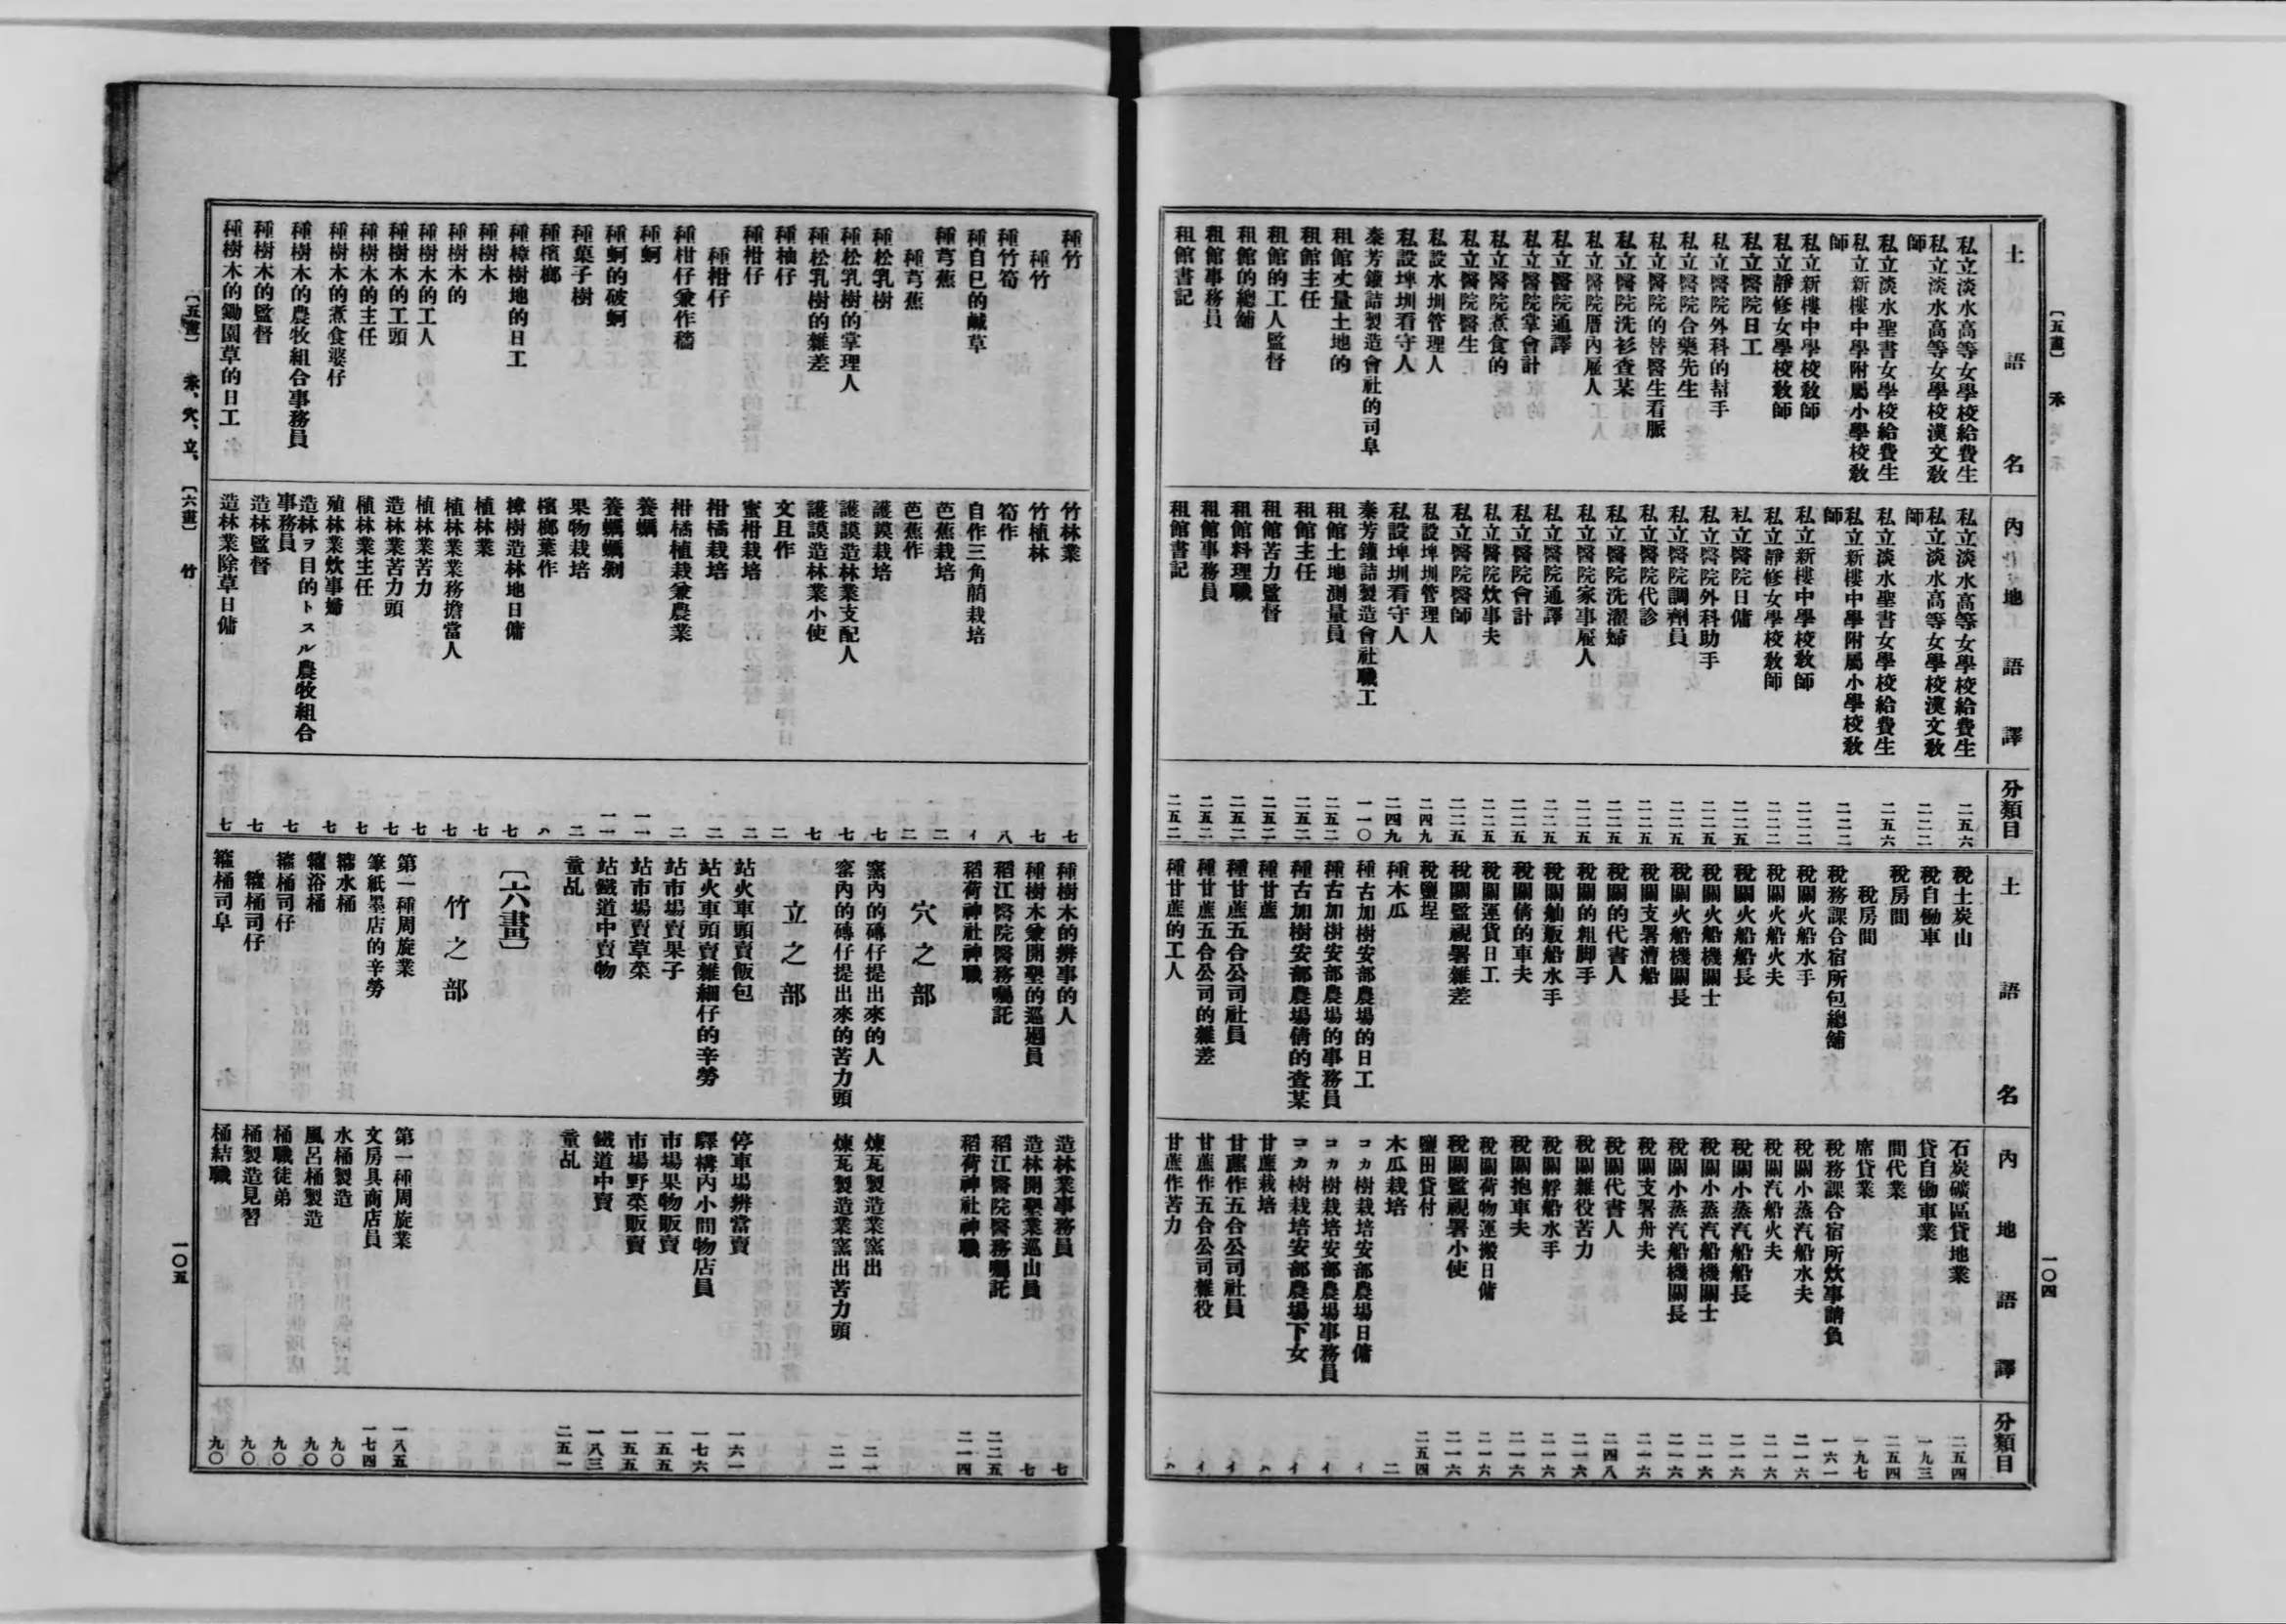 〔五畫〕 禾
一〇四
土語名
私立淡水高等女學校給費生
私立淡水高等女學校漢文敎
師
私立淡水聖書女學校給費生
私立新樓中學附屬小學校敎
師
私立新樓中學校敎師
私立靜修女學校敎師
私立醫院日工
私立醫院外科的幇手
私立醫院合藥先生
私立醫院的替醫生看脈
私立醫院洗衫查某
私立醫院厝內雇人
私立醫院通譯
私立醫院掌會計
私立醫院煮食的
私立醫院醫生
私設水圳管理人
私設埤圳看守人
泰芳鑵詰製造會社的司阜
租館丈量土地的
租館主任
租館的工人監督
租館的總舖
租館事務員
租館書記
內地語譯
私立淡水高等女學校給費生
私立淡水高等女學校漢文敎
師
私立淡水聖書女學校給費生
私立新樓中學附屬小學校敎
師
私立新樓中學校敎師
私立靜修女學校敎師
私立醫院日傭
私立醫院外科助手
私立醫院調劑員
私立醫院代診
私立醫院洗濯婦
私立醫院家事雇人
私立醫院通譯
私立醫院會計
私立醫院炊事夫
私立醫院醫師
私設埤圳管理人
私設埤圳看守人
泰芳鑵詰製造會社職工
租館土地測量員
租館主任
租館苦力監督
租館料理職
租館事務員
租館書記
分類目
二五六
二二二
二五六
二二二
二二二
二二二
二二五
二二五
二二五
二二五
二二五
二二五
二二五
二二五
二二五
二二五
二四九
二四九
一一〇
二五二
二五二
二五二
二五二
二五二
二五二
土語名
稅土炭山
稅自働車
稅房間
稅房間
稅務課合宿所包總舖
稅關火船水手
稅關火船火夫
稅關火船船長
稅關火船機關士
稅關火船機關長
稅關支署漕船
稅關的代書人
稅關的粗脚手
稅關舢舨船水手
稅關倩的車夫
稅關運貨日工
稅關監視署雜差
稅鹽埕
種木瓜
種古加樹安部農場的日工
種古加樹安部農場的事務員
種古加樹安部農場倩的查某
種甘蔗
種甘蔗五合公司社員
種甘蔗五合公司的雜差
種甘蔗的工人
內地語譯
石炭礦區貸地業
貸自働車業
間代業
席貸業
稅務課合宿所炊事請負
稅關小蒸汽船水夫
稅關汽船火夫
稅關小蒸汽船船長
稅關小蒸汽船機關士
稅關小蒸汽船機關長
稅關支署舟夫
稅關代書人
稅關雜役苦力
稅關艀船水手
稅關抱車夫
稅關荷物運搬日傭
稅關監視署小使
鹽田貸付
木瓜栽培
コカ樹栽培安部農場日傭
コカ樹栽培安部農場事務員
コカ樹栽培安部農場下女
甘蔗栽培
甘蔗作五合公司社員
甘蔗作五合公司雜役
甘蔗作苦力
分類目
二五四
一九三
二五四
一九七
一六一
二一六
二一六
二一六
二一六
二一六
二一六
二四八
二一六
二一六
二一六
二一六
二一六
二五四
二
イ
イ
イ
ハ
イ
イ
ハ
種竹
種竹
種竹筍
種自已的鹹草
種芎蕉
種芎蕉
種松乳樹
種松乳樹的掌理人
種松乳樹的雜差
種柚仔
種柑仔
種柑仔
種柑仔兼作穡
種蚵
種蚵的破蚵
種菓子樹
種檳榔
種樟樹地的日工
種樹木
種樹木的
種樹木的工人
種樹木的工頭
種樹木的主任
種樹木的煮食婆仔
種樹木的農牧組合事務員
種樹木的監督
種樹木的鋤園草的日工
竹林業
竹植林
筍作
自作三角藺栽培
芭蕉栽培
芭蕉作
護謨栽培
護謨造林業支配人
護謨造林業小使
文旦作
蜜柑栽培
柑橘栽培
柑橘植栽兼農業
養蠣
養蠣蠣剝
果物栽培
檳榔葉作
樟樹造林地日傭
植林業
植林業業務擔當人
植林業苦力
造林業苦力頭
植林業主任
殖林業炊事婦
造林ヲ目的トスル農牧組合
事務員
造林監督
造林業除草日傭
七
七
八
イ
二
二
七
七
七
二
二
二
二
一一
一一
二
ハ
七
七
七
七
七
七
七
七
七
七
種樹木的辨事的人
種樹木兼開墾的巡廻員
稻江醫院醫務囑託
稻荷神社神職
穴之部
窯內的磚仔提出來的人
窯內的磚仔提出來的苦力頭
立之部
站火車頭賣飯包
站火車頭賣雜細仔的辛勞
站市場賣果子
站市場賣草菜
站鐵道中賣物
童乩
〔六畫〕
竹之部
第一種周旋業
筆紙墨店的辛勞
籀水桶
籀浴桶
籀桶司仔
籀桶司仔
籀桶司阜
造林業事務員
造林開墾業巡山員
稻江醫院醫務囑託
稻荷神社神職
煉瓦製造業窯出
煉瓦製造業窯出苦力頭
停車場辨當賣
驛構內小間物店員
市場果物販賣
市場野菜販賣
鐵道中賣
童乩
第一種周旋業
文房具商店員
水桶製造
風呂桶製造
桶職徒弟
桶製造見習
桶結職
七
七
二二五
二一四
二一
二一
一六一
一七六
一五五
一五五
一八三
二五一
一八五
一七四
九〇
九〇
九〇
九〇
九〇
〔五畫〕 禾、穴、立、〔六畫〕 竹
一〇五